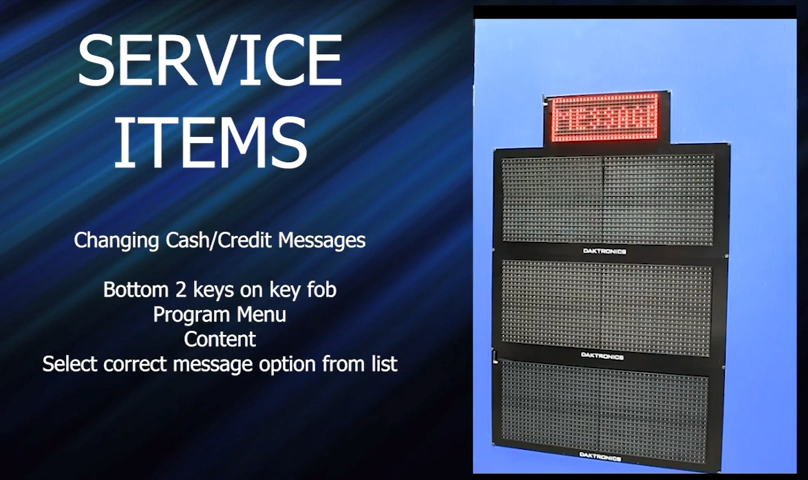 SERVICE
ITEMS
Changing Cash/Credit Messages
Bottom 2 keys on key fob
Program Menu
Content
Select correct message option from list
DAKTRONICS
DAKTRONICS
DAKTRONICS